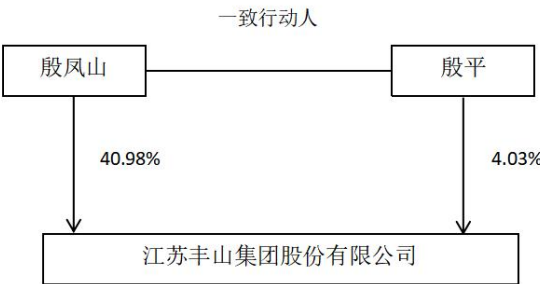 一致行动人
殷凤山
殷平
40.98%
4.03%
江苏丰山集团股份有限公司